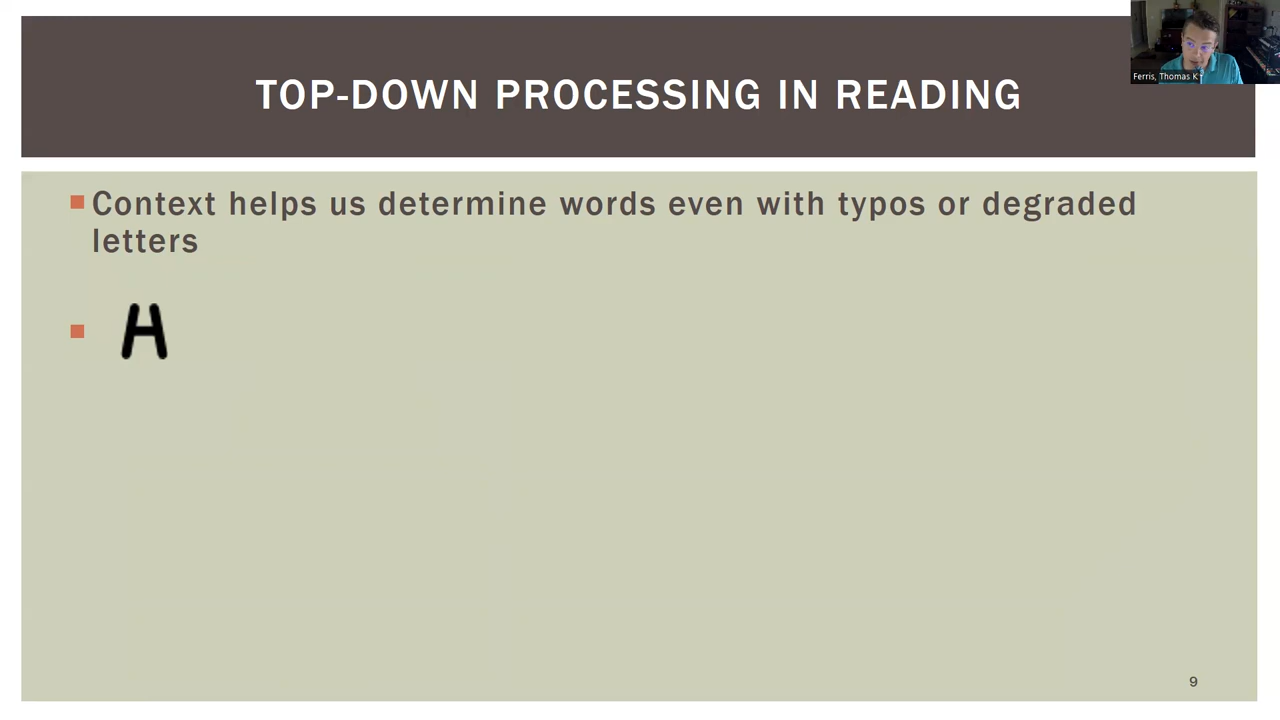 Ferris, Thomas K
TOP-DOWN PROCESSING IN READING
Context helps us determine words even with typos or degraded
letters
9